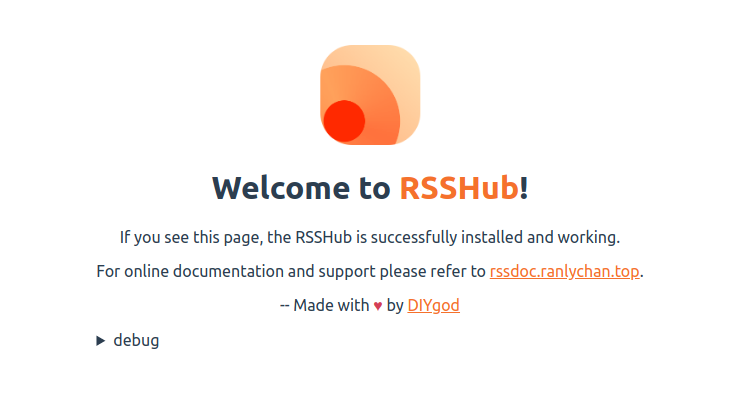 Welcome to RSSHub!
If you see this page, the RSSHub is successfully installed and working.
For online documentation and support please refer to rssdoc.ranlychan.top.
-- Made with ♥ by DIYgod
▶ debug